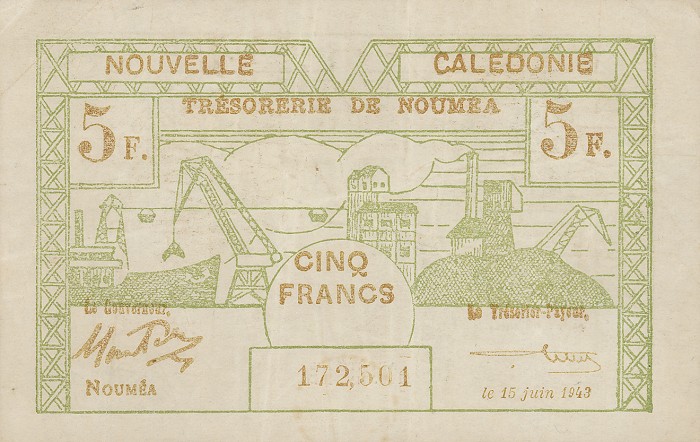 NOUVELLE CALEDONIE
TRÉSORERIE DE NOUMÉA
5 F. 5 F.
CINQ
FRANCS
Le Gouverneur, Le Trésorier-Payeur,
NOUMÉA
172,501
le 15 juin 1943